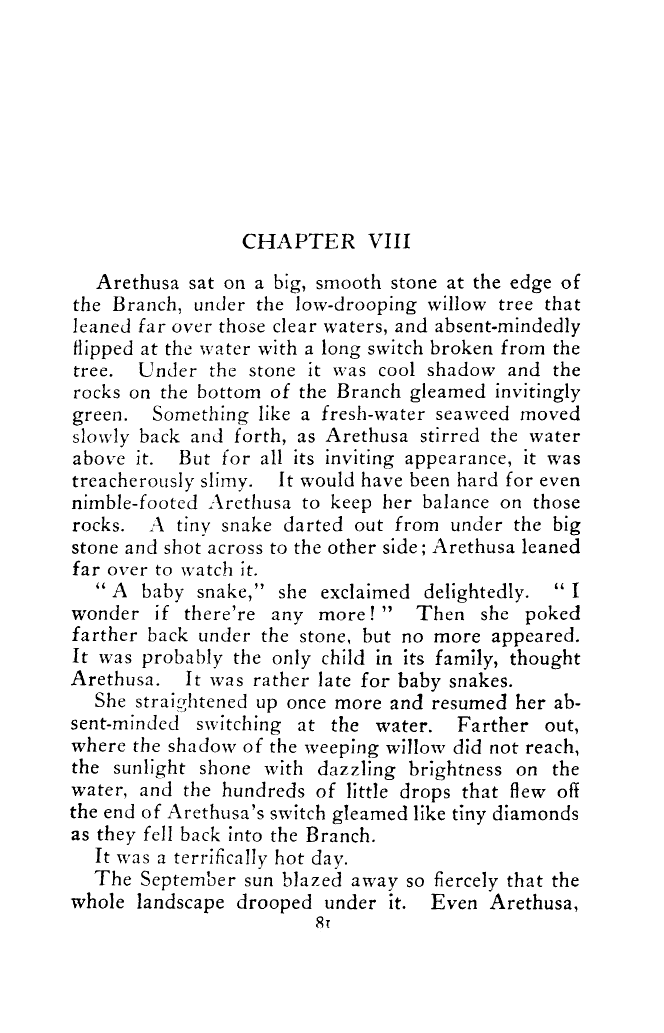 CHAPTER VIII
Arethusa sat on a big, smooth stone at the edge of
the Branch, under the low-drooping willow tree that
leaned far over those clear waters, and absent-mindedly
flipped at the water with a long switch broken from the
tree. Under the stone it was cool shadow and the
rocks on the bottom of the Branch gleamed invitingly
green. Something like a fresh-water seaweed moved
slowly back and forth, as Arethusa stirred the water
above it. But for all its inviting appearance, it was
treacherously slimy. It would have been hard for even
nimble-footed Arethusa to keep her balance on those
rocks. A tiny snake darted out from under the big
stone and shot across to the other side; Arethusa leaned
far over to watch it.
“ A baby snake,” she exclaimed delightedly. “ I
wonder if there're any more! ” Then she poked
farther back under the stone, but no more appeared.
It was probably the only child in its family, thought
Arethusa. It was rather late for baby snakes.
She straightened up once more and resumed her ab-
sent-minded switching at the water. Farther out,
where the shadow of the weeping willow did not reach,
the sunlight shone with dazzling brightness on the
water, and the hundreds of little drops that flew off
the end of Arethusa's switch gleamed like tiny diamonds
as they fell back into the Branch.
It was a terrifically hot day.
The September sun blazed away so fiercely that the
whole landscape drooped under it. Even Arethusa,
81